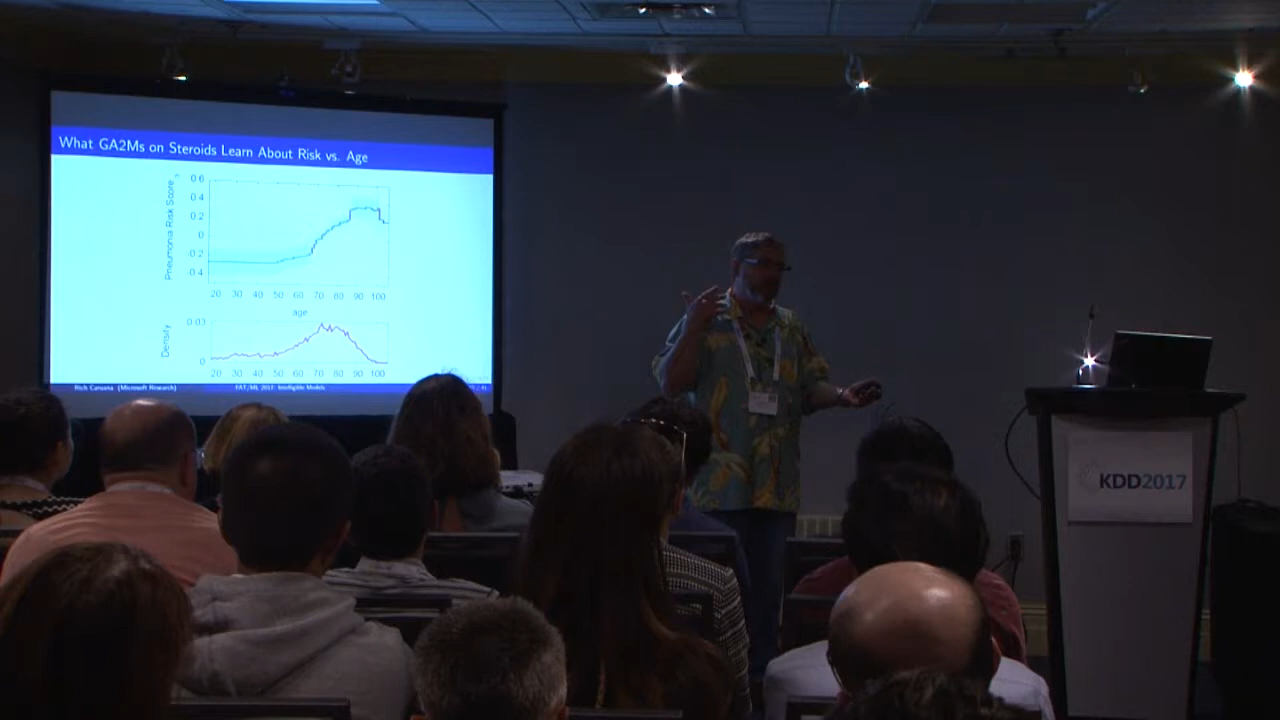 What GA2Ms on Steroids Learn About Risk vs. Age
Pneumonia Risk Score
0.6
0.4
0.2
0
-0.2
-0.4
20 30 40 50 60 70 80 90 100
age
Density
0.03
0
20 30 40 50 60 70 80 90 100
Rich Caruana (Microsoft Research) FAT/ML 2017: Intelligible Models
KDD2017